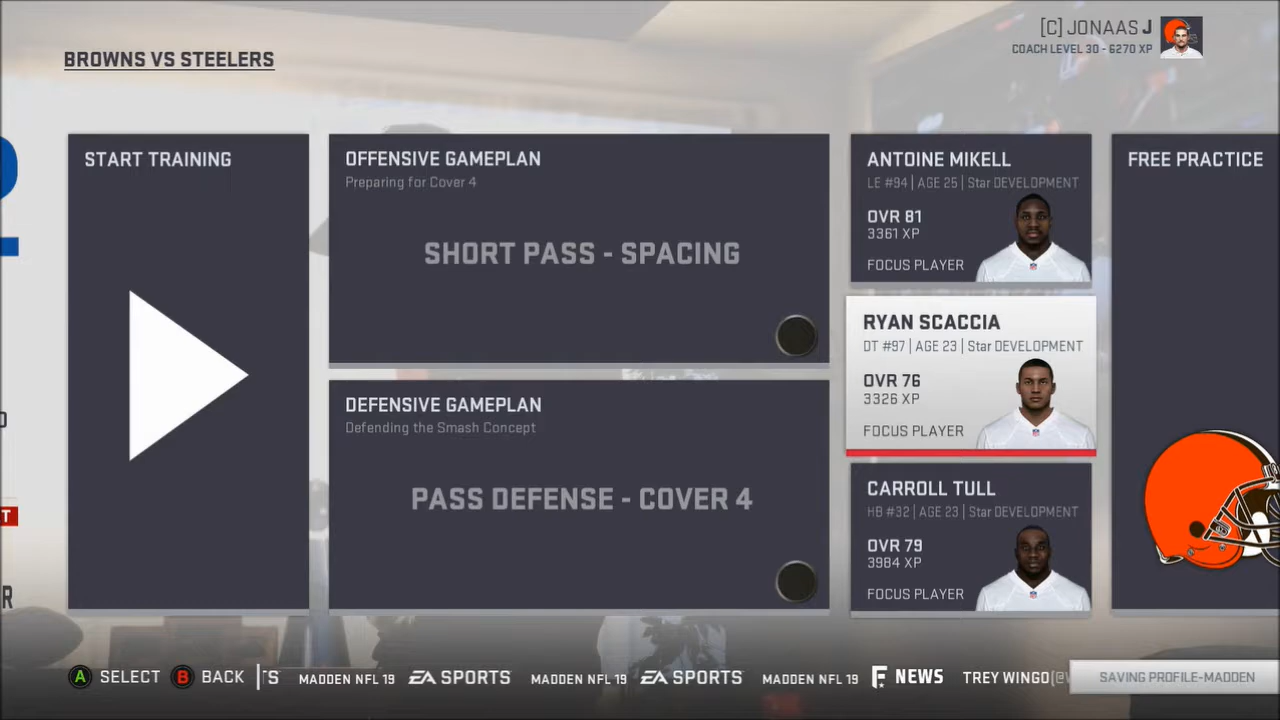 [C] JONAAS J
COACH LEVEL 30 - 6270 XP
BROWNS VS STEELERS
START TRAINING
OFFENSIVE GAMEPLAN
Preparing for Cover 4
SHORT PASS - SPACING
DEFENSIVE GAMEPLAN
Defending the Smash Concept
PASS DEFENSE - COVER 4
ANTOINE MIKELL
LE #94 | AGE 25 | Star DEVELOPMENT
OVR 81
3361 XP
FOCUS PLAYER
RYAN SCACCIA
DT #97 | AGE 23 | Star DEVELOPMENT
OVR 76
3326 XP
FOCUS PLAYER
CARROLL TULL
HB #32 | AGE 23 | Star DEVELOPMENT
OVR 79
3984 XP
FOCUS PLAYER
FREE PRACTICE
A SELECT B BACK MADDEN NFL 19 EA SPORTS MADDEN NFL 19 EA SPORTS MADDEN NFL 19 F NEWS TREY WINGO
SAVING PROFILE-MADDEN